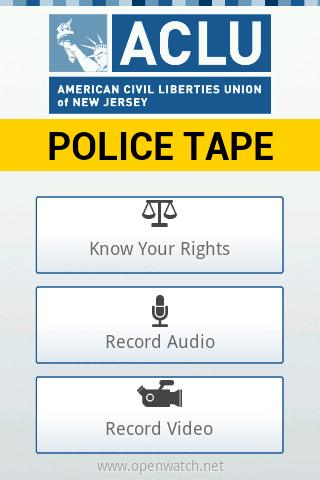 ACLU
AMERICAN CIVIL LIBERTIES UNION
of NEW JERSEY
POLICE TAPE
Know Your Rights
Record Audio
Record Video
www.openwatch.net